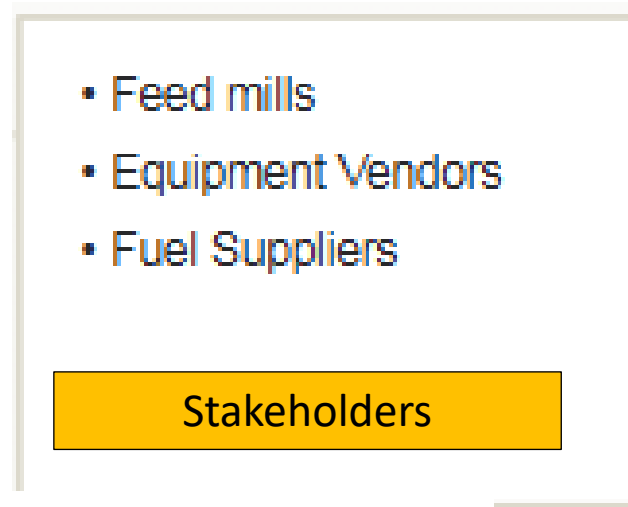 • Feed mills
• Equipment Vendors
• Fuel Suppliers
Stakeholders